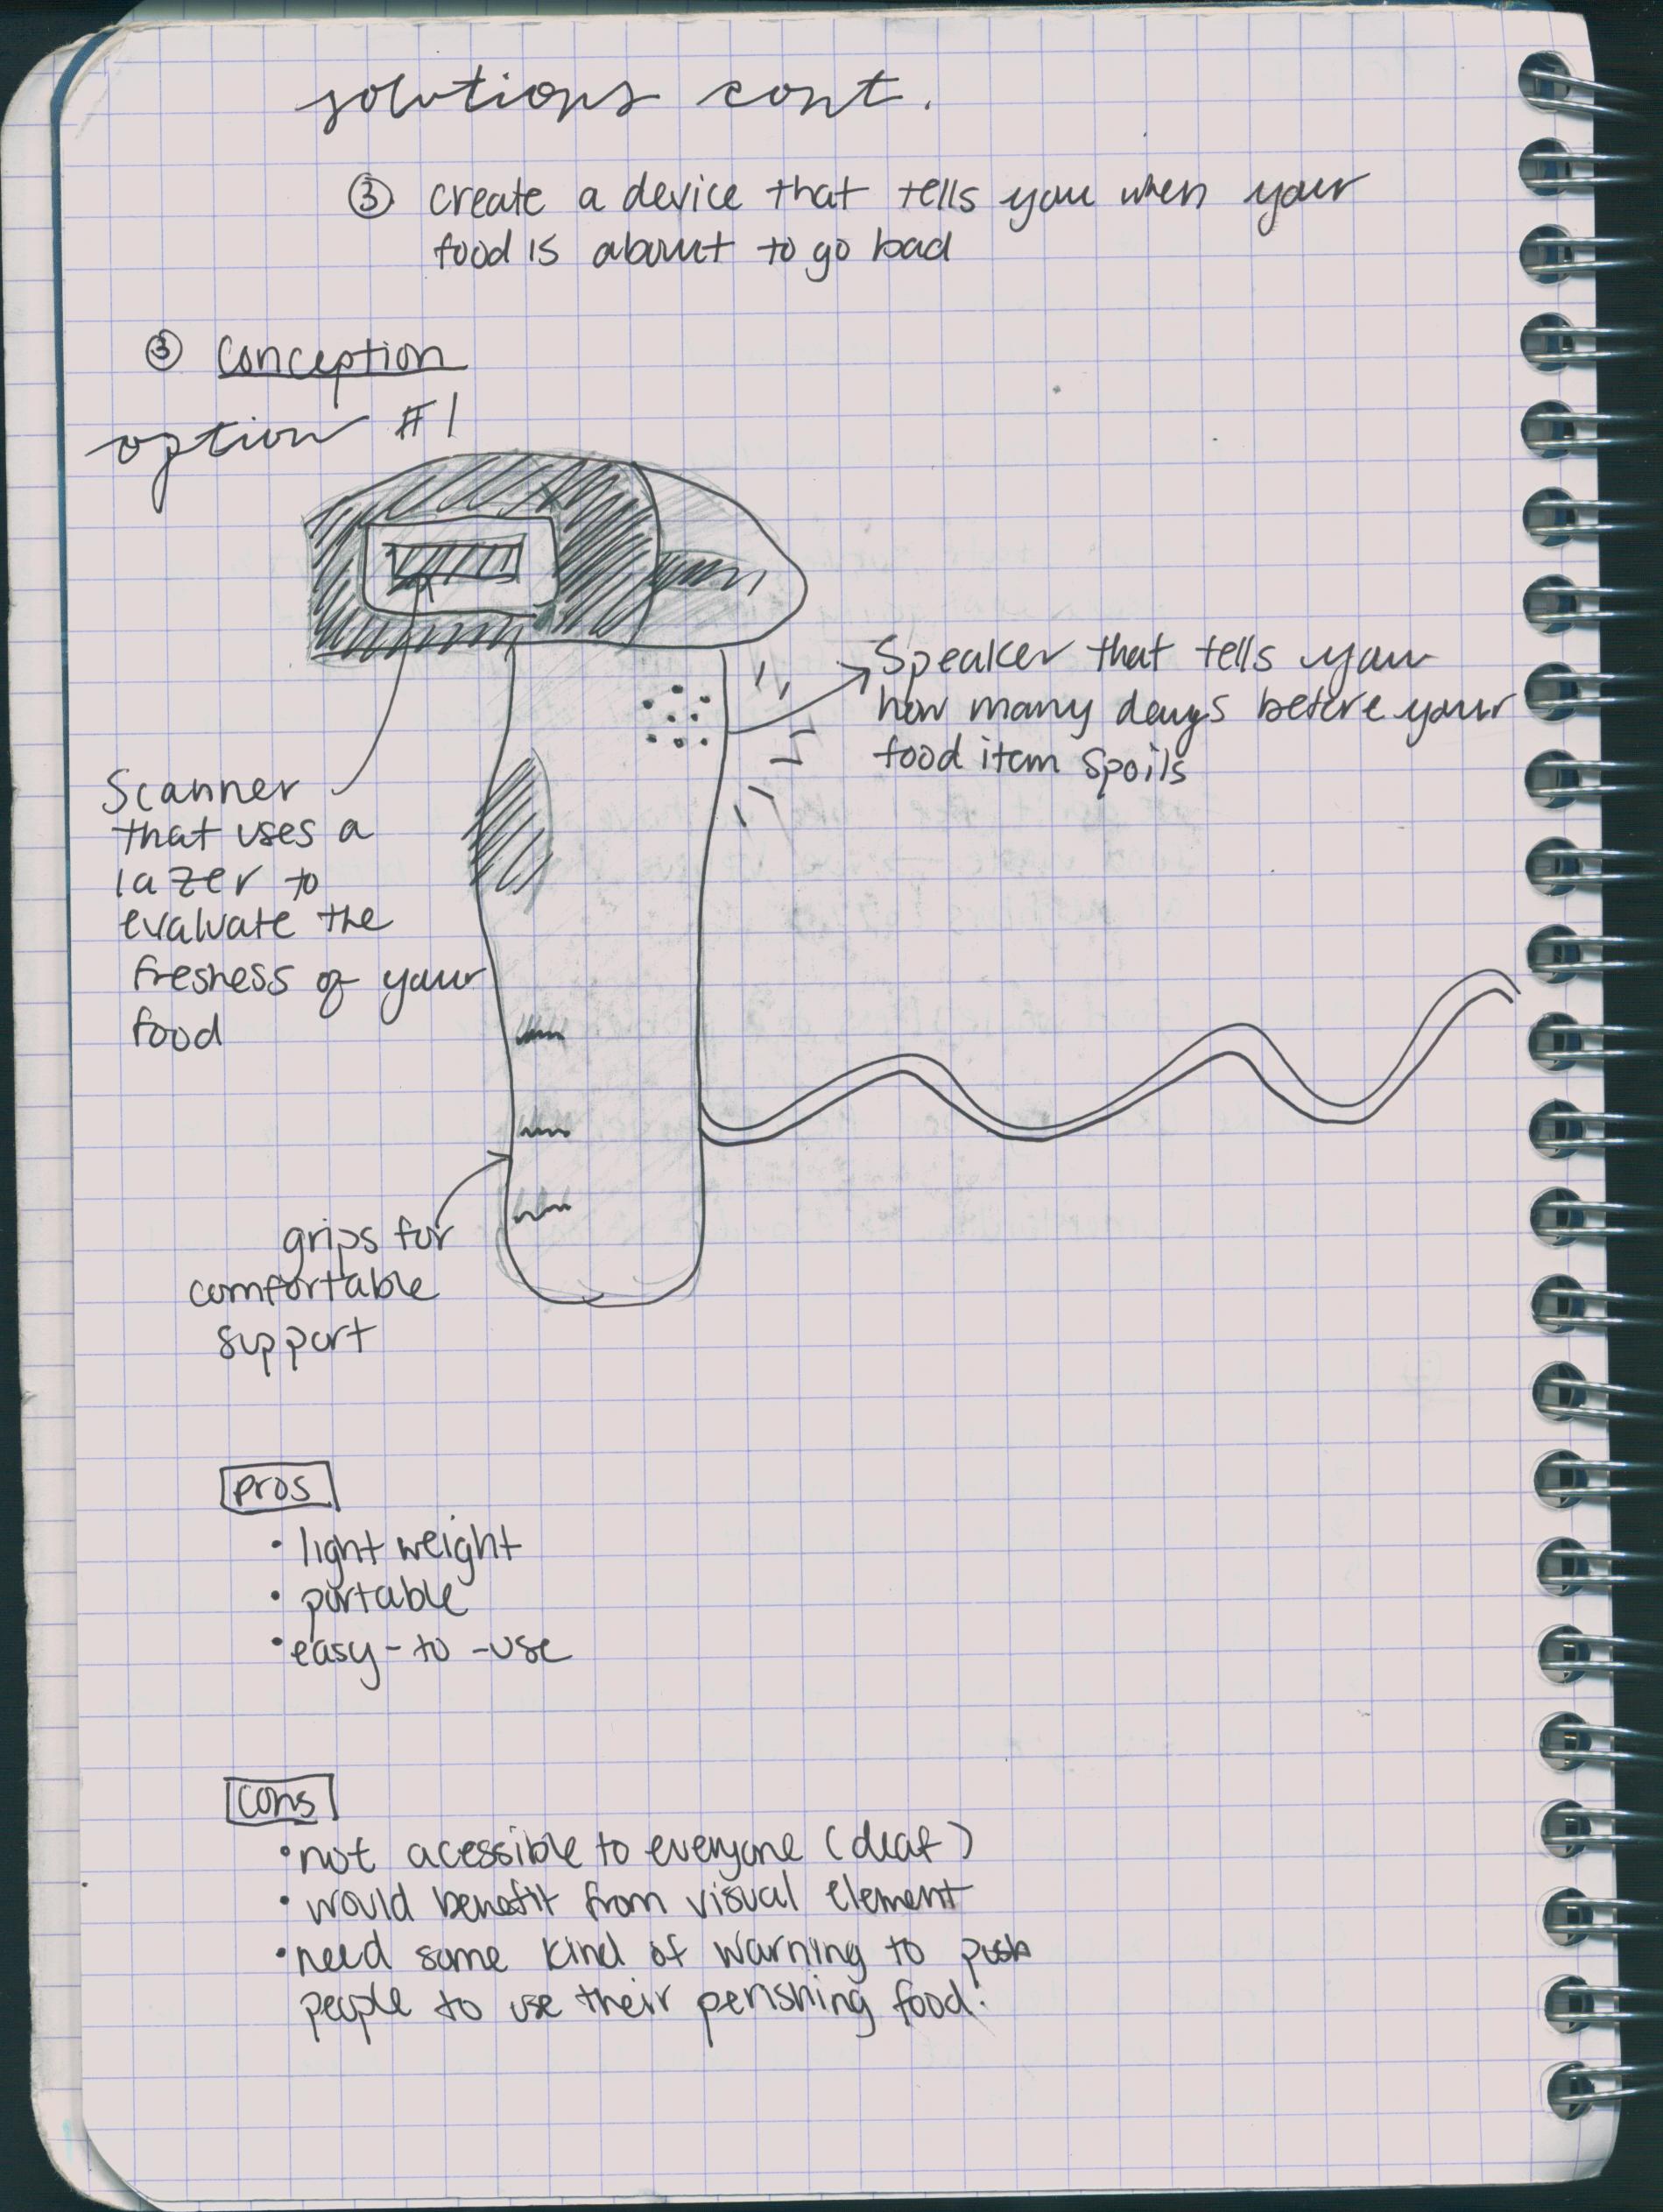 solutions cont.
③ create a device that tells you when your
food is about to go bad
③ conception
option #1
Speaker that tells you
how many days before your
food item spoils
Scanner
that uses a
lazer to
evaluate the
freshess of your
food
grips for
comfortable
support
pros
• light weight
• portable
• easy-to-use
cons
• not acessible to everyone (deaf)
• would benefit from visual element
• need some kind of warning to push
people to use their perishing food.